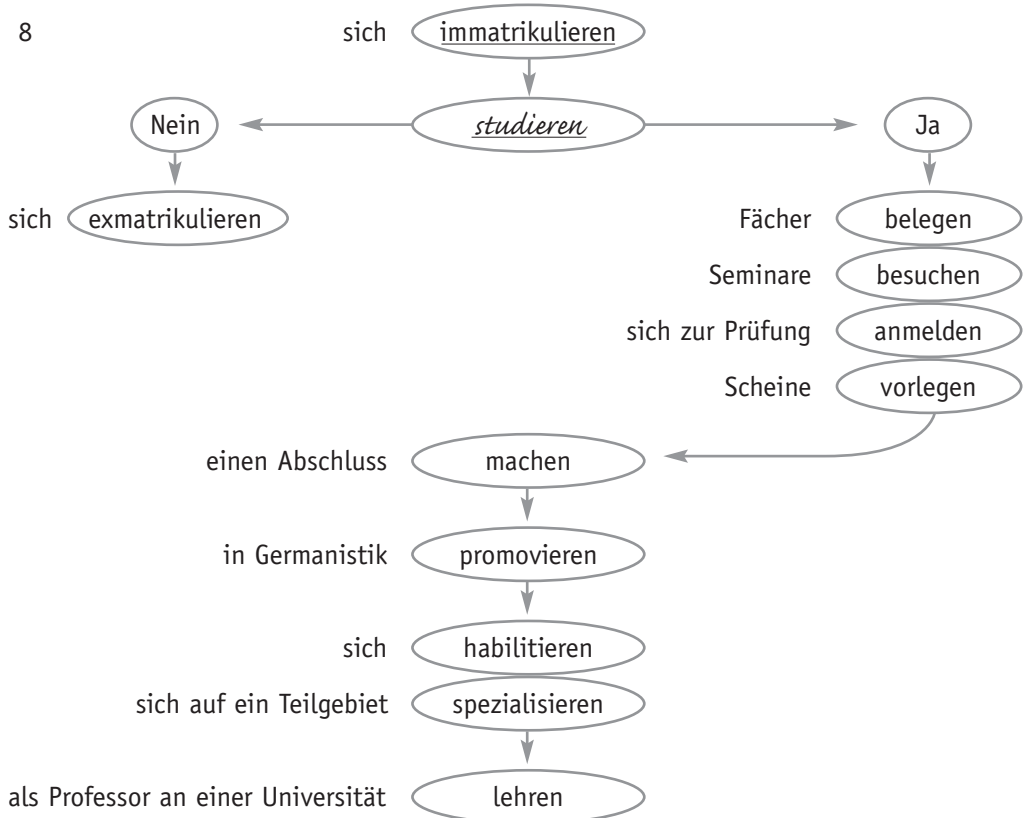 8
sich immatrikulieren
Nein studieren Ja
sich exmatrikulieren Fächer belegen
Seminare besuchen
sich zur Prüfung anmelden
Scheine vorlegen
einen Abschluss machen
in Germanistik promovieren
sich habilitieren
sich auf ein Teilgebiet spezialisieren
als Professor an einer Universität lehren